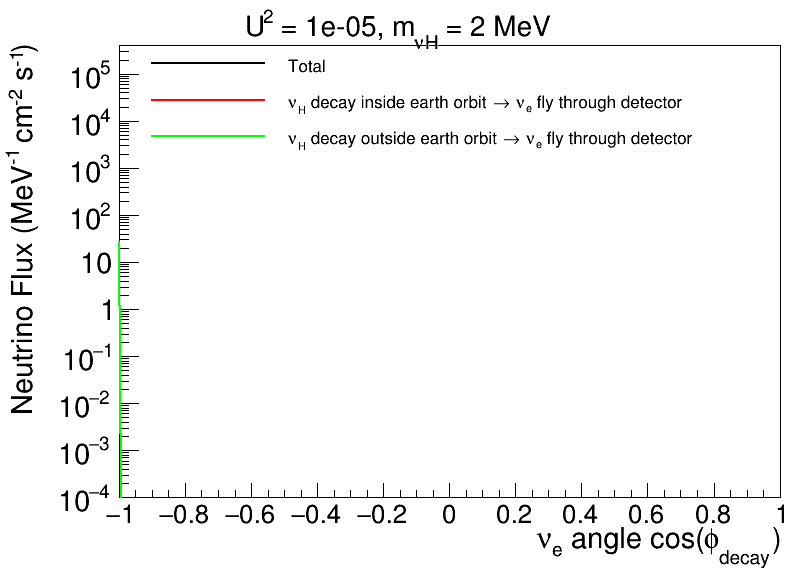 U² = 1e-05, m_νH = 2 MeV
Neutrino Flux (MeV⁻¹ cm⁻² s⁻¹)
Total
ν_H decay inside earth orbit → ν_e fly through detector
ν_H decay outside earth orbit → ν_e fly through detector
10⁵
10⁴
10³
10²
10
1
10⁻¹
10⁻²
10⁻³
10⁻⁴
−1 −0.8 −0.6 −0.4 −0.2 0 0.2 0.4 0.6 0.8 1
ν_e angle cos(ϕ_decay)